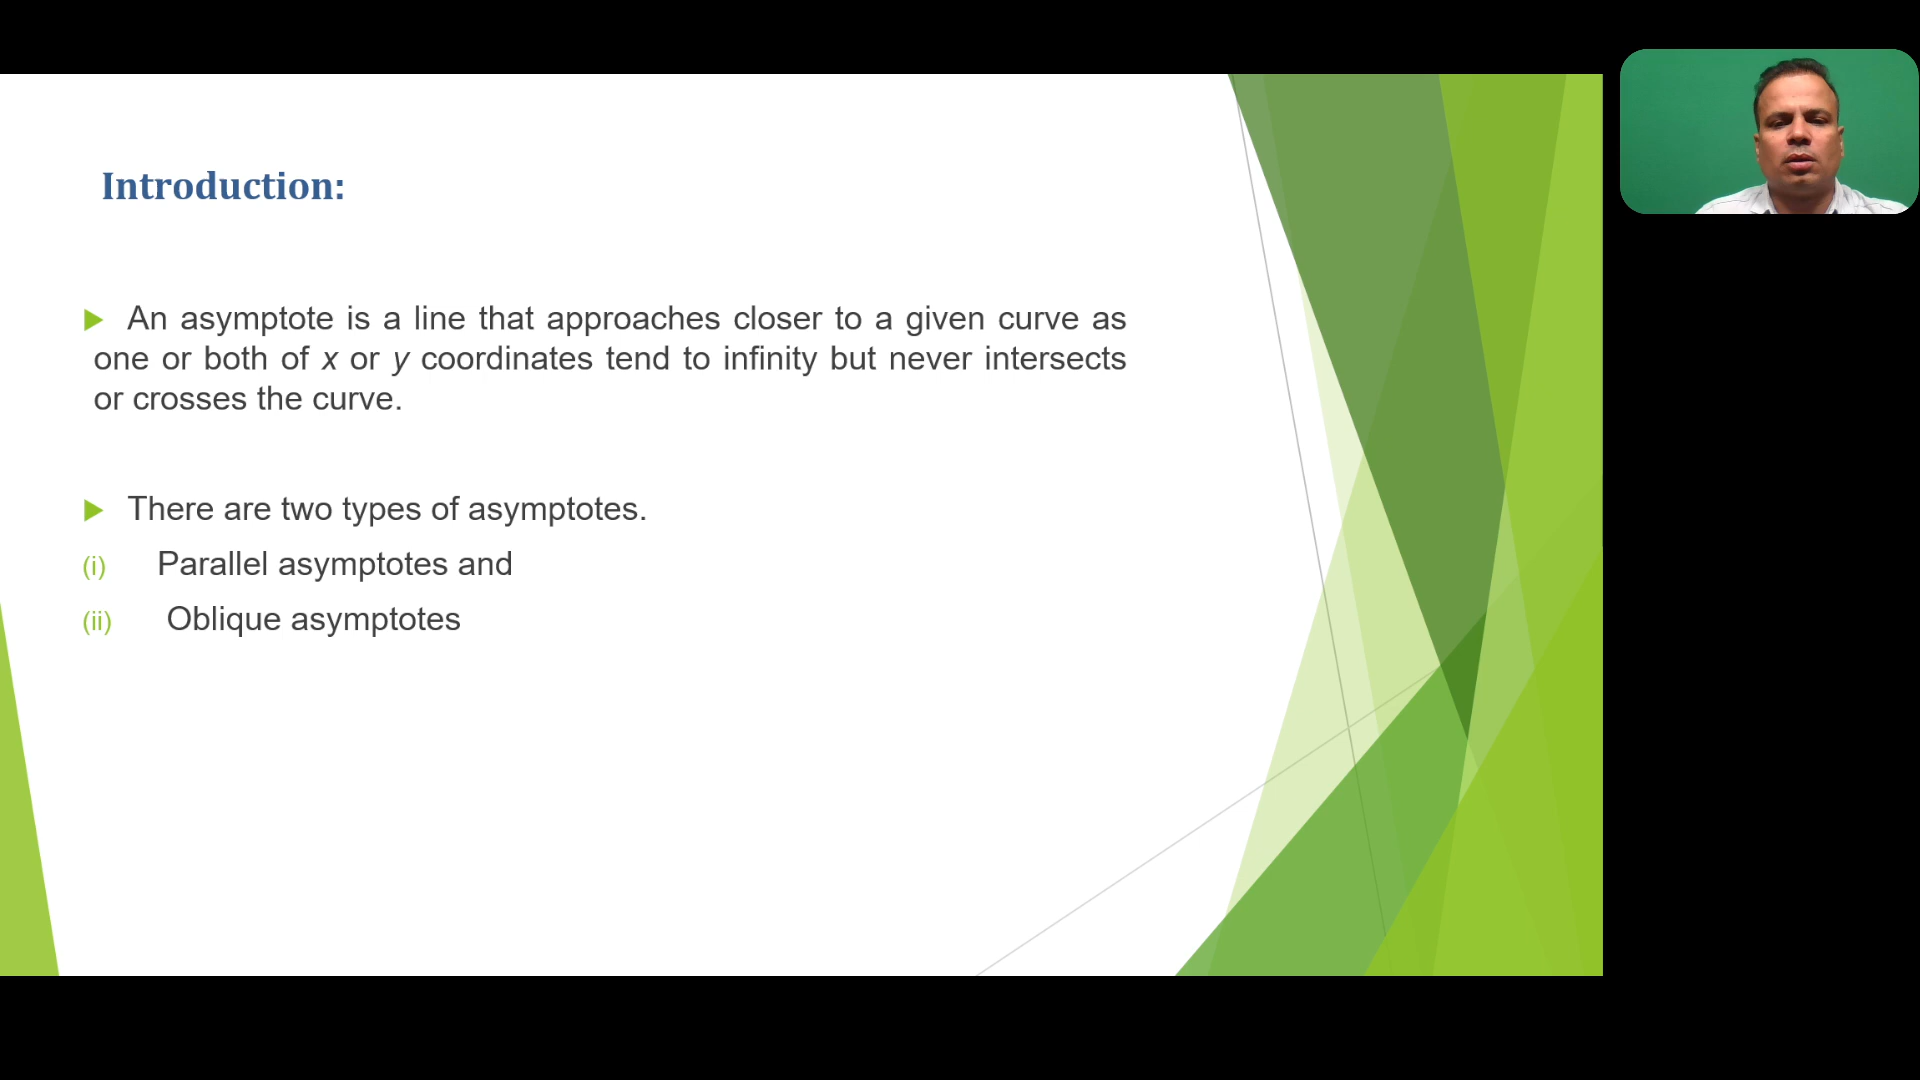 Introduction:
An asymptote is a line that approaches closer to a given curve as
one or both of x or y coordinates tend to infinity but never intersects
or crosses the curve.
There are two types of asymptotes.
(i) Parallel asymptotes and
(ii) Oblique asymptotes